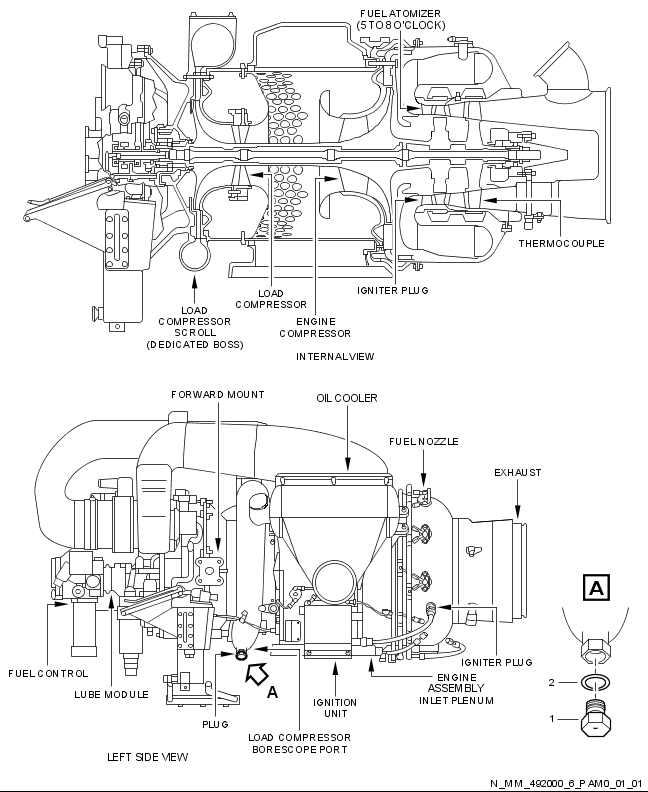 FUEL ATOMIZER
(5 TO 8 O'CLOCK)
THERMOCOUPLE
IGNITER PLUG
LOAD
COMPRESSOR
LOAD
COMPRESSOR
SCROLL
(DEDICATED BOSS)
ENGINE
COMPRESSOR
INTERNAL VIEW
FORWARD MOUNT
OIL COOLER
FUEL NOZZLE
EXHAUST
A
IGNITER PLUG
FUEL CONTROL
2
ENGINE
ASSEMBLY
INLET PLENUM
LUBE MODULE
A
IGNITION
UNIT
1
PLUG
LOAD COMPRESSOR
BORESCOPE PORT
LEFT SIDE VIEW
N_MM_492000_6_PAM0_01_01